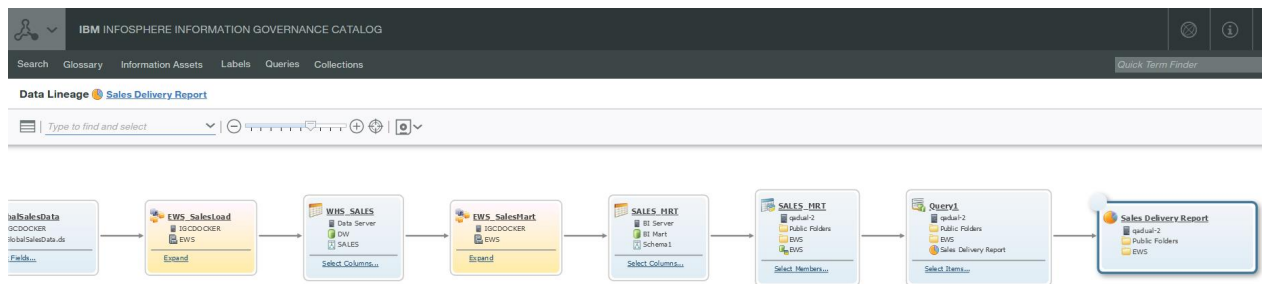 IBM INFOSPHERE INFORMATION GOVERNANCE CATALOG
Search Glossary Information Assets Labels Queries Collections Quick Term Finder
Data Lineage Sales Delivery Report
Type to find and select
balSalesData
IGCDOCKER
GlobalSalesData.ds
Fields...
EWS_SalesLoad
IGCDOCKER
EWS
Expand
WHS_SALES
Data Server
DW
SALES
Select Columns...
EWS_SalesMart
IGCDOCKER
EWS
Expand
SALES_MRT
BI Server
BI Mart
Schema1
Select Columns...
SALES_MRT
qadual-2
Public Folders
EWS
EWS
Select Members...
Query1
qadual-2
Public Folders
EWS
Sales Delivery Report
Select Items...
Sales Delivery Report
qadual-2
Public Folders
EWS